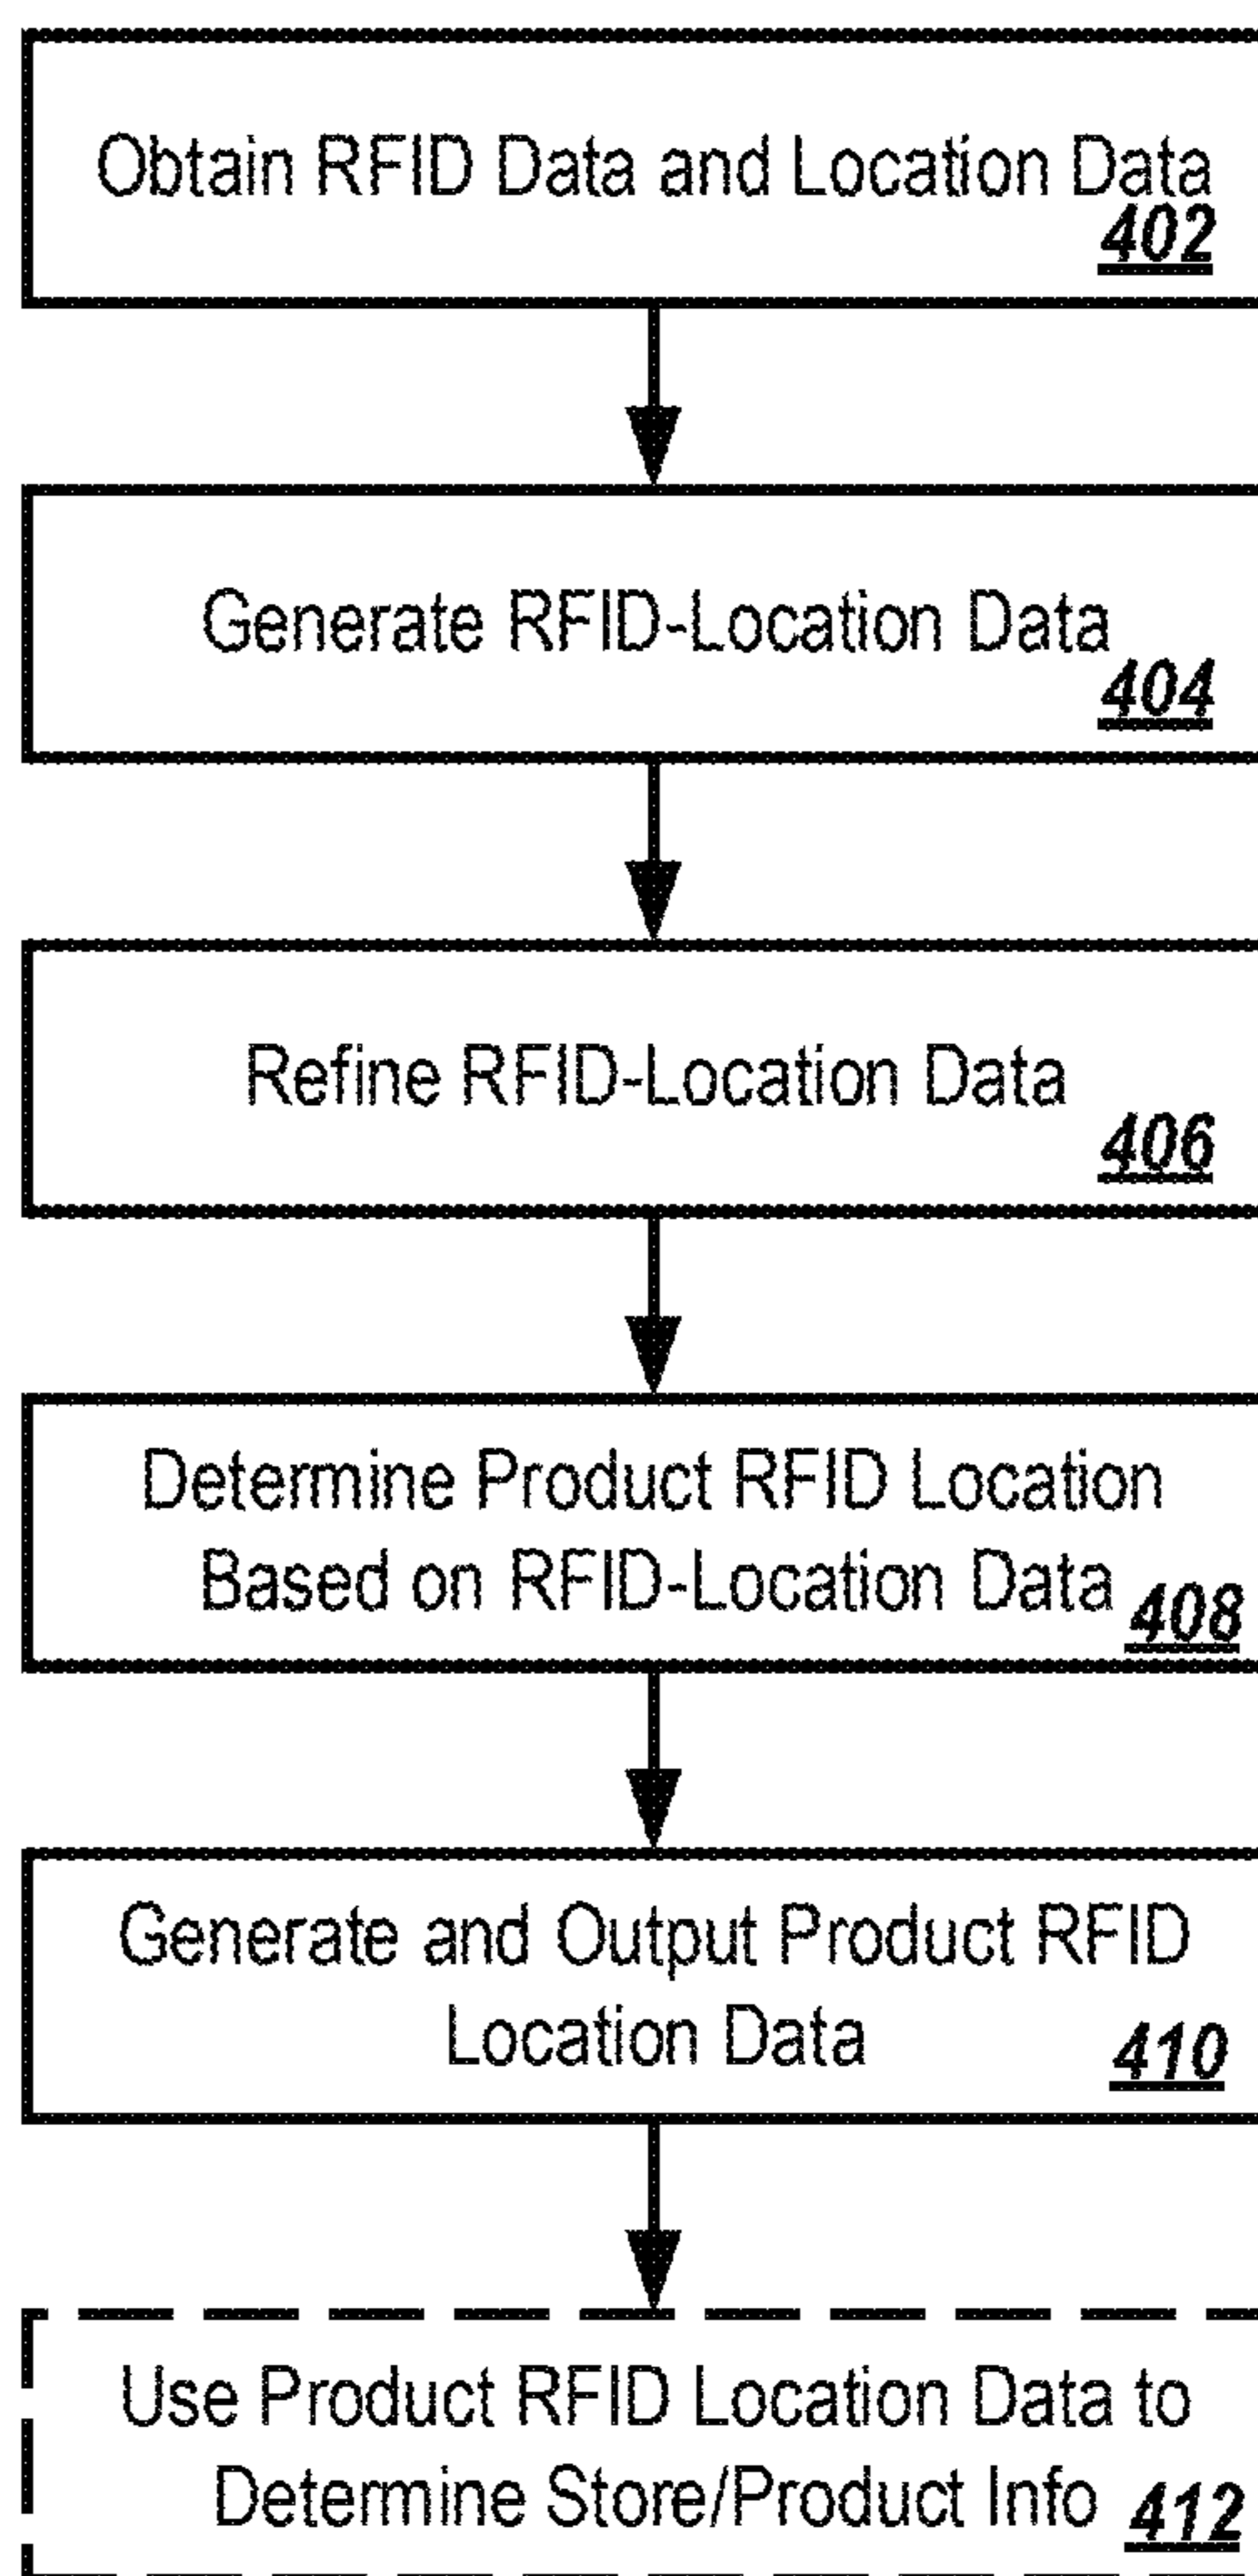 Obtain RFID Data and Location Data
402
Generate RFID-Location Data
404
Refine RFID-Location Data
406
Determine Product RFID Location
Based on RFID-Location Data 408
Generate and Output Product RFID
Location Data 410
Use Product RFID Location Data to
Determine Store/Product Info 412